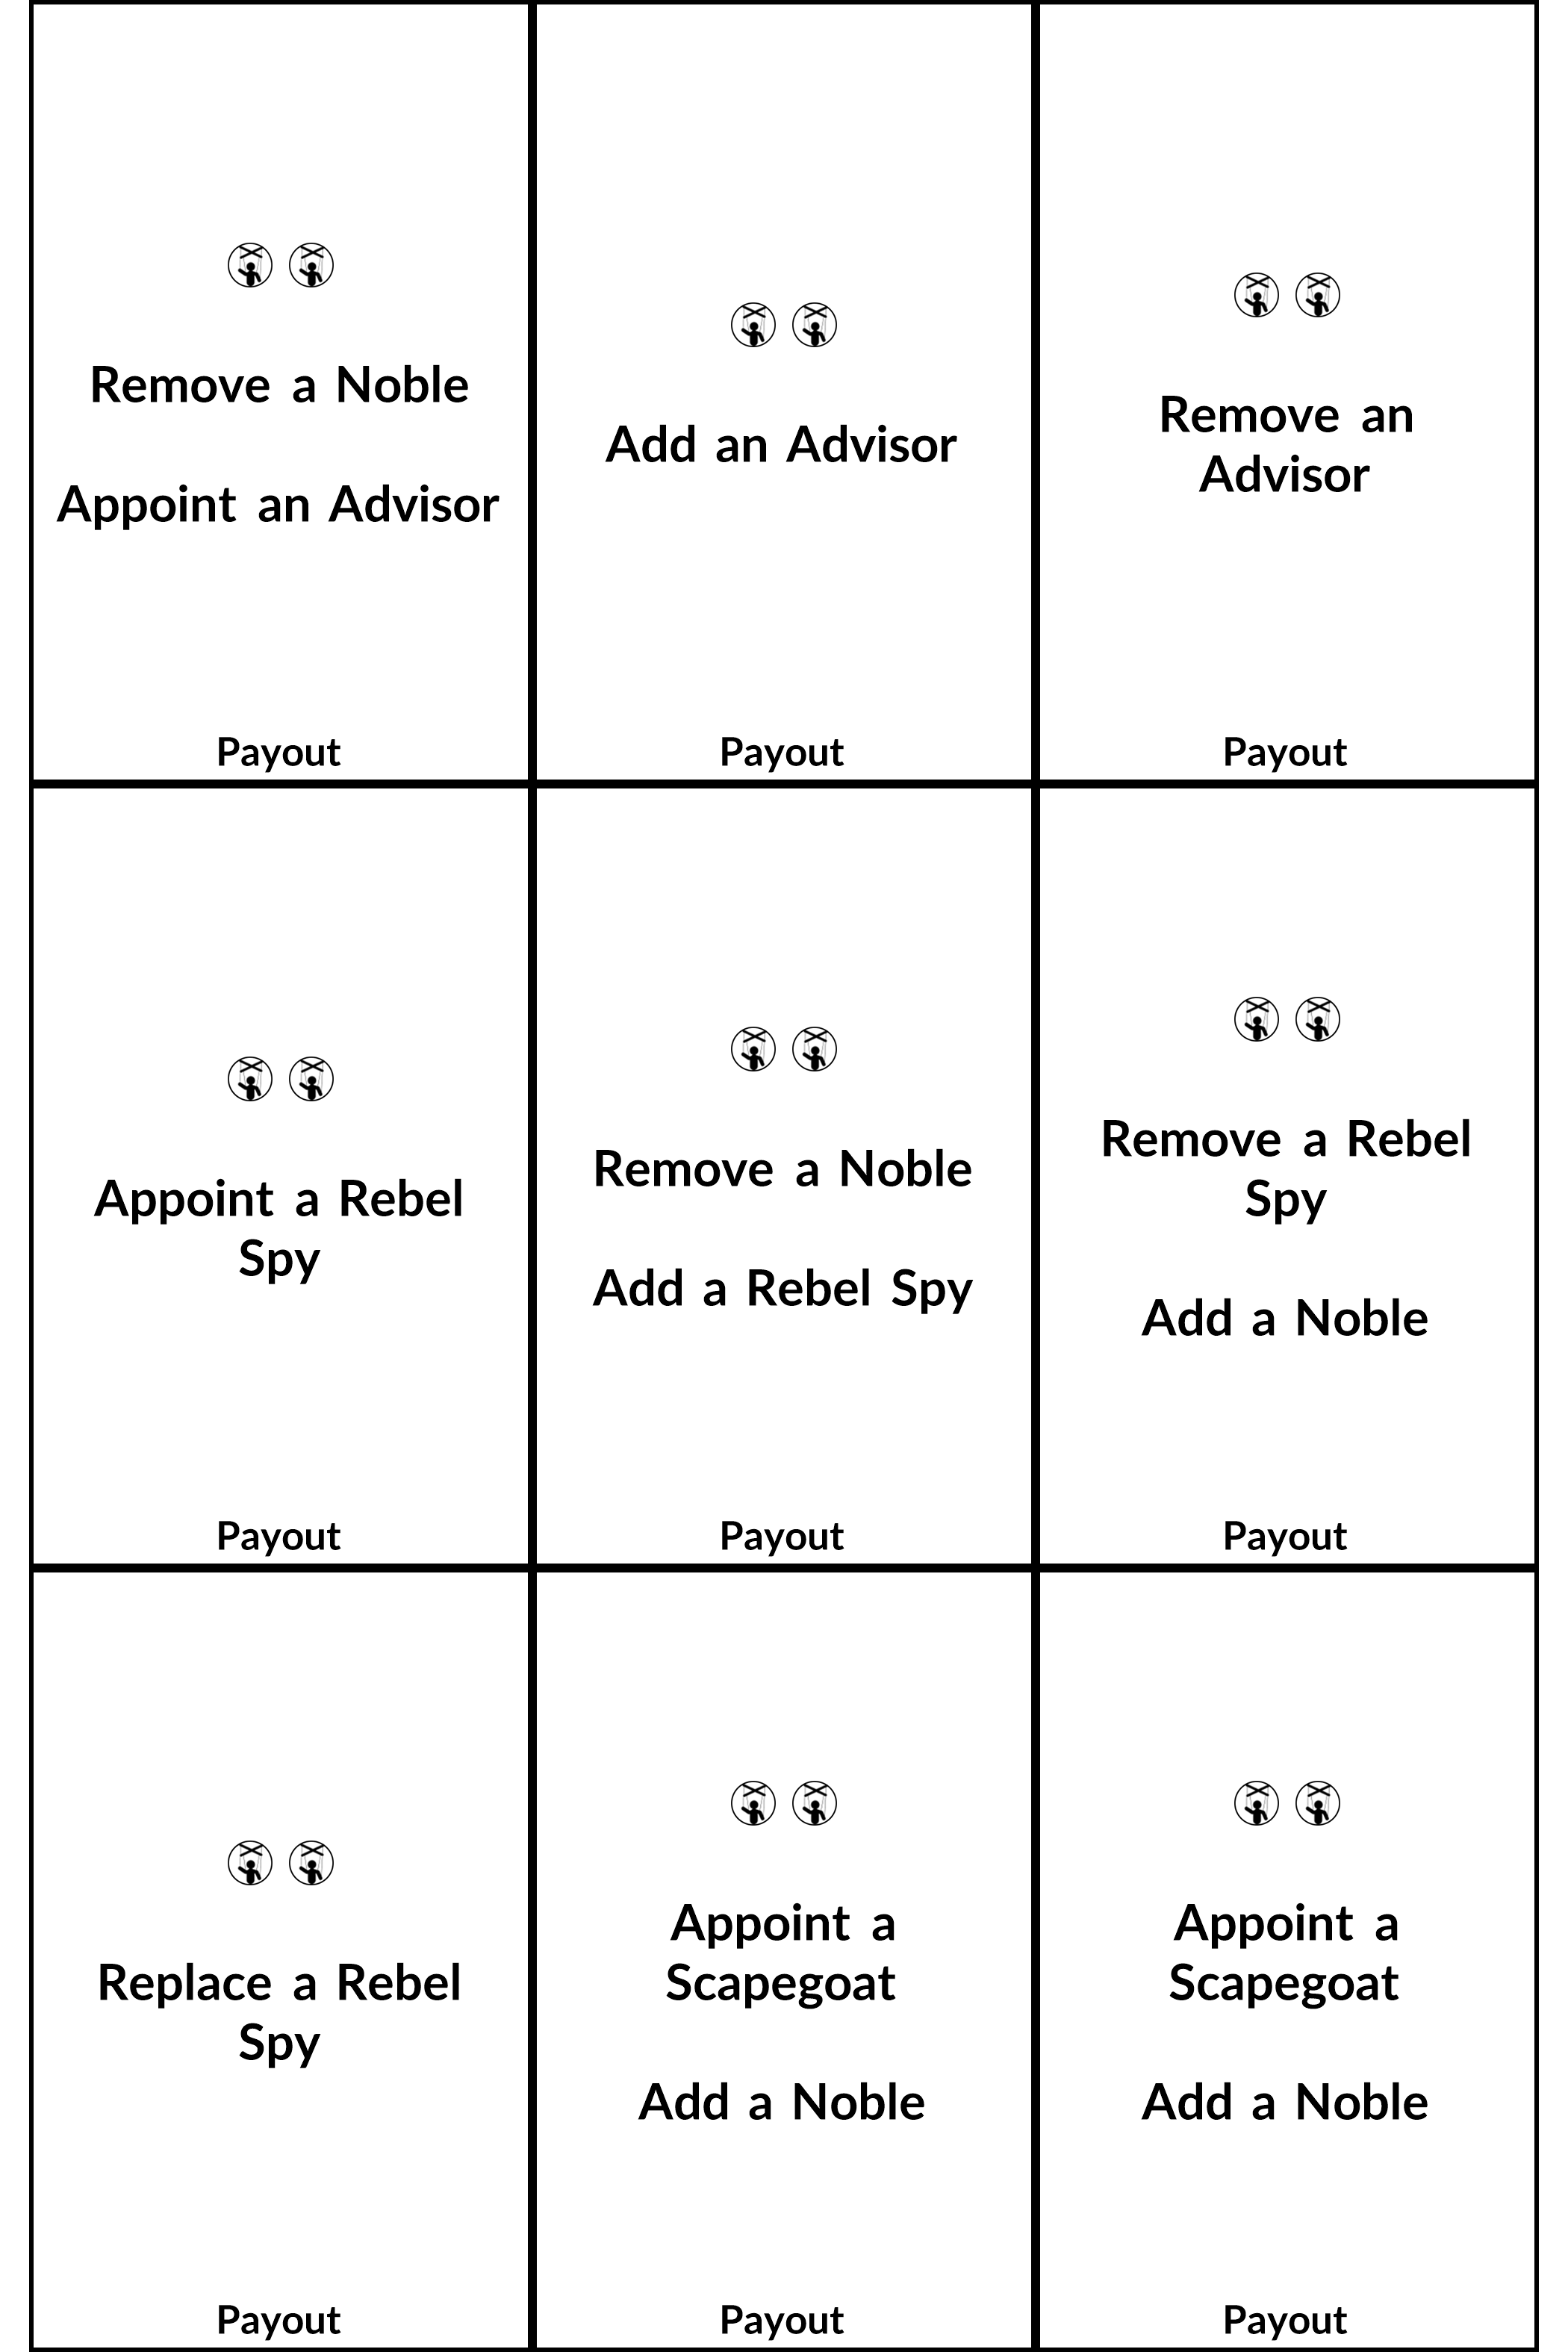 Remove a Noble
Appoint an Advisor
Payout
Add an Advisor
Payout
Remove an
Advisor
Payout
Appoint a Rebel
Spy
Payout
Remove a Noble
Add a Rebel Spy
Payout
Remove a Rebel
Spy
Add a Noble
Payout
Replace a Rebel
Spy
Payout
Appoint a
Scapegoat
Add a Noble
Payout
Appoint a
Scapegoat
Add a Noble
Payout